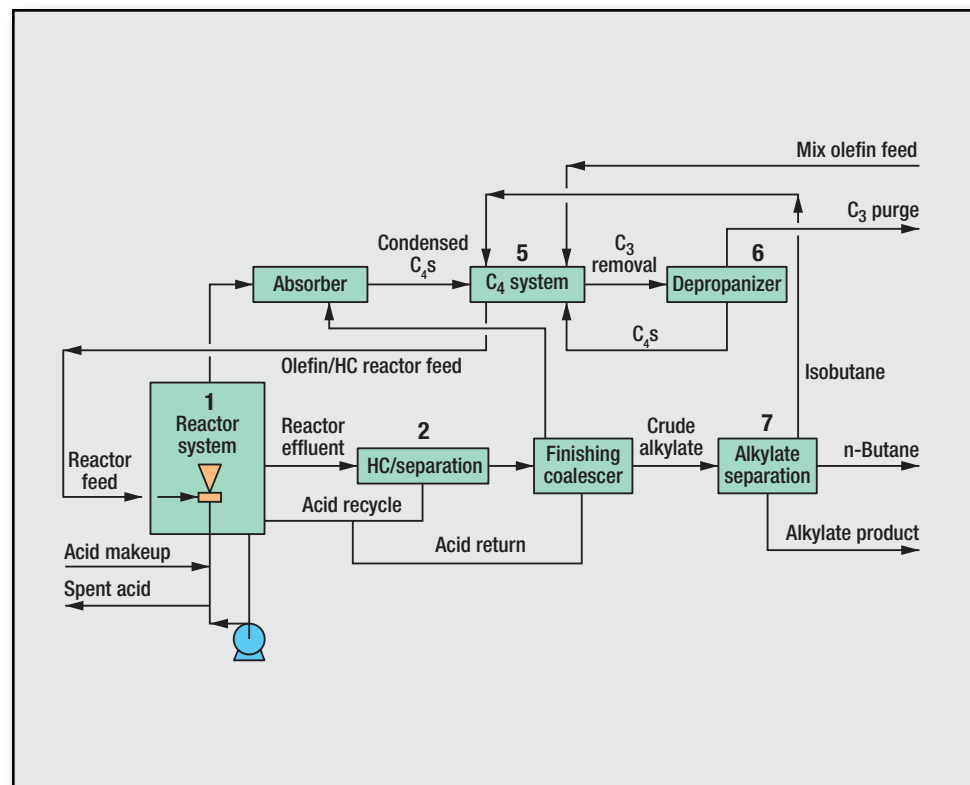 Mix olefin feed
C₃ purge
Condensed
C₄s
5
C₃
removal
6
Absorber
C₄ system
Depropanizer
C₄s
Olefin/HC reactor feed
Isobutane
1
Reactor
system
Reactor
effluent
2
Crude
alkylate
7
Reactor
feed
HC/separation
Finishing
coalescer
Alkylate
separation
n-Butane
Acid recycle
Acid return
Alkylate product
Acid makeup
Spent acid